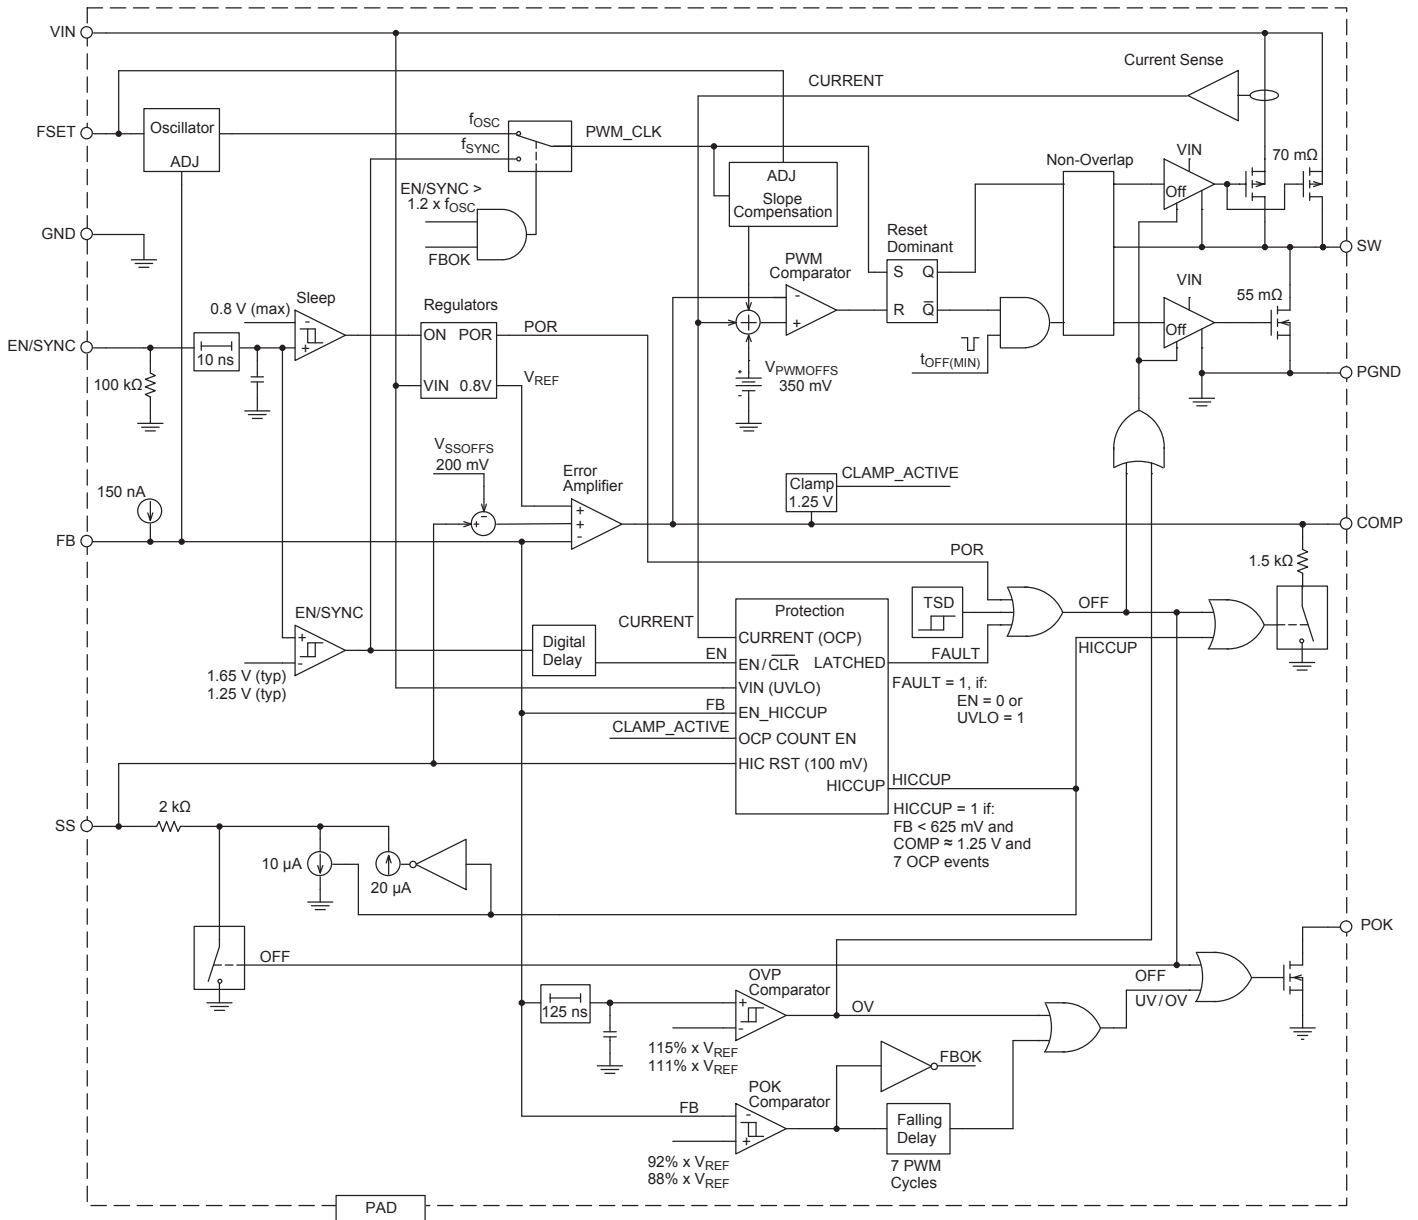 VIN
Current Sense
CURRENT
FSET
Oscillator
ADJ
fOSC
fSYNC
PWM_CLK
EN/SYNC >
1.2 x fOSC
FBOK
ADJ
Slope
Compensation
Non-Overlap
VIN
Off
70 mΩ
GND
SW
Reset
Dominant
S Q
R Q̅
PWM
Comparator
-
+
VIN
Off
55 mΩ
Sleep
0.8 V (max)
-
+
Regulators
ON POR
VIN 0.8V
POR
VREF
EN/SYNC
10 ns
100 kΩ
tOFF(MIN)
PGND
+
VPWMOFFS
350 mV
+
-
VSSOFFS
200 mV
-
+
Error
Amplifier
+
+
-
Clamp
1.25 V
CLAMP_ACTIVE
150 nA
FB
COMP
1.5 kΩ
POR
TSD
OFF
HICCUP
EN/SYNC
+
-
1.65 V (typ)
1.25 V (typ)
Digital
Delay
CURRENT
EN
FB
CLAMP_ACTIVE
Protection
CURRENT (OCP)
EN/C̅L̅R̅ LATCHED
VIN (UVLO)
EN_HICCUP
OCP COUNT EN
HIC RST (100 mV)
HICCUP
FAULT
FAULT = 1, if:
EN = 0 or
UVLO = 1
HICCUP
HICCUP = 1 if:
FB < 625 mV and
COMP ≈ 1.25 V and
7 OCP events
SS
2 kΩ
10 µA
20 µA
OFF
POK
OFF
UV/OV
OVP
Comparator
125 ns
+
-
OV
115% x VREF
111% x VREF
POK
Comparator
FB
-
+
FBOK
Falling
Delay
7 PWM
Cycles
92% x VREF
88% x VREF
PAD